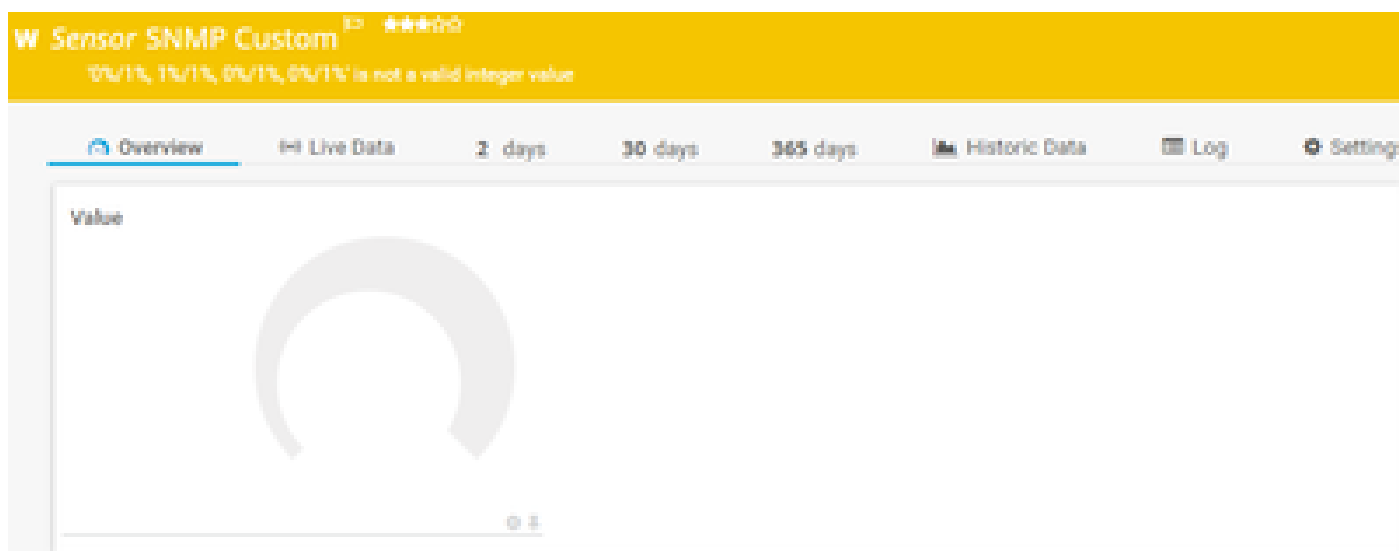 W Sensor SNMP Custom
'0%/1%, 1%/1%, 0%/1%, 0%/1%' is not a valid integer value
Overview Live Data 2 days 30 days 365 days Historic Data Log Setting
Value